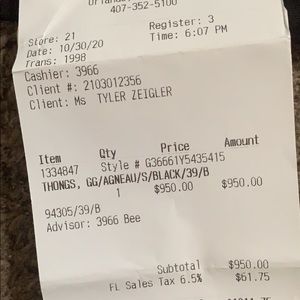 407-352-5100
Register: 3
Store: 21
Date: 10/30/20
Time: 6:07 PM
Trans: 1998
Cashier: 3966
Client #: 2103012356
Client: Ms TYLER ZEIGLER
Item Qty Price Amount
1334847 Style # G36661Y5435415
THONGS, GG/AGNEAU/S/BLACK/39/B
1 $950.00 $950.00
94305/39/B
Advisor: 3966 Bee
Subtotal $950.00
FL Sales Tax 6.5% $61.75